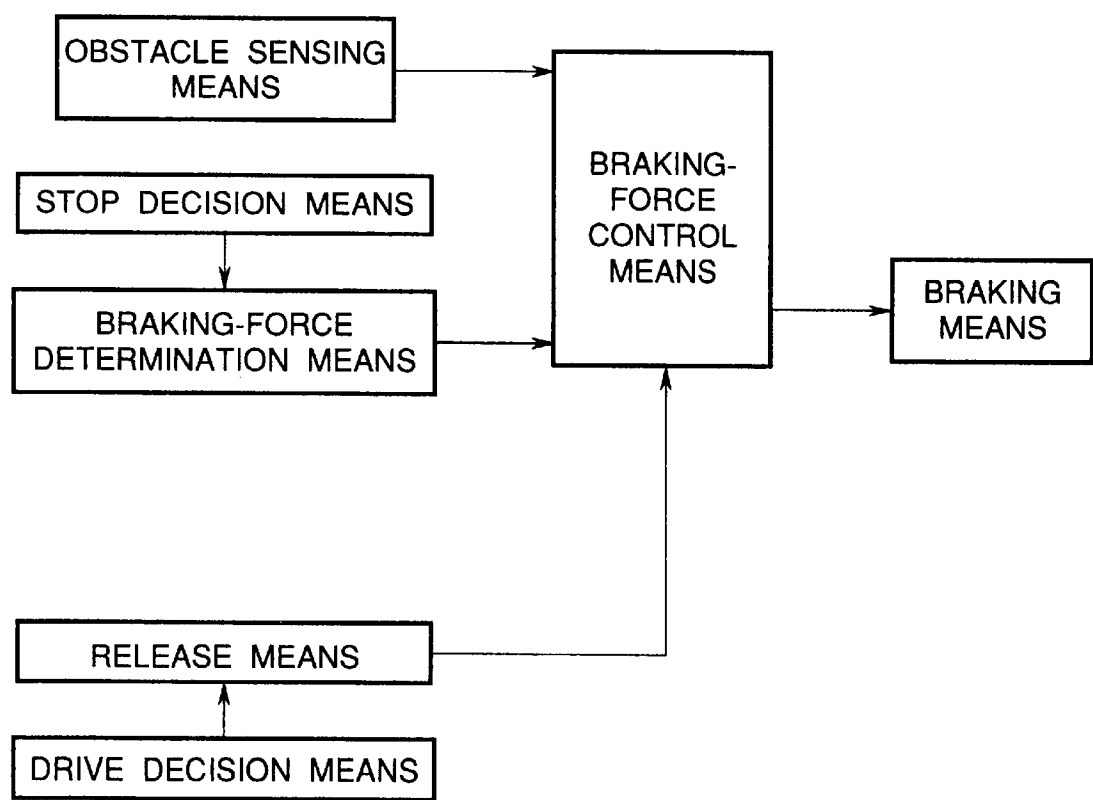 OBSTACLE SENSING
MEANS
STOP DECISION MEANS
BRAKING-FORCE
DETERMINATION MEANS
BRAKING-
FORCE
CONTROL
MEANS
BRAKING
MEANS
RELEASE MEANS
DRIVE DECISION MEANS